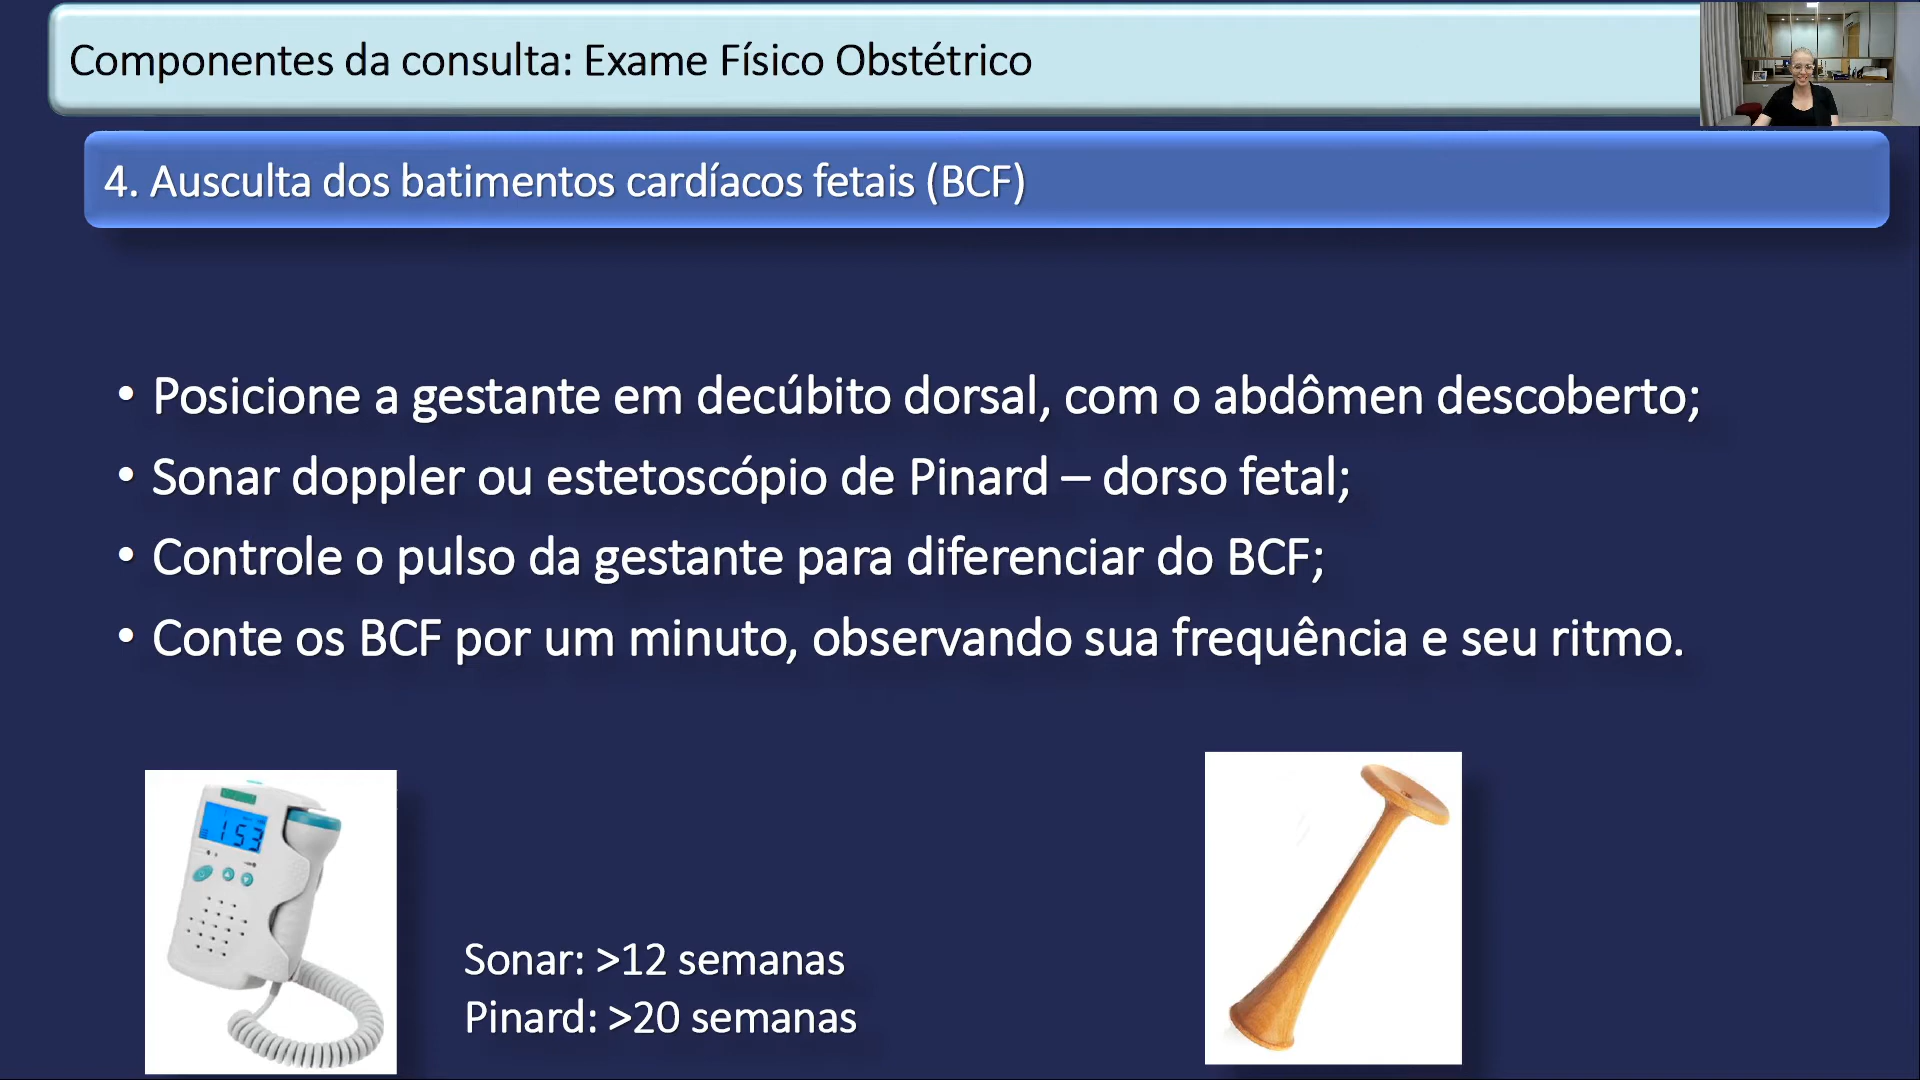 Componentes da consulta: Exame Físico Obstétrico
4. Ausculta dos batimentos cardíacos fetais (BCF)
• Posicione a gestante em decúbito dorsal, com o abdômen descoberto;
• Sonar doppler ou estetoscópio de Pinard – dorso fetal;
• Controle o pulso da gestante para diferenciar do BCF;
• Conte os BCF por um minuto, observando sua frequência e seu ritmo.
153
Sonar: >12 semanas
Pinard: >20 semanas